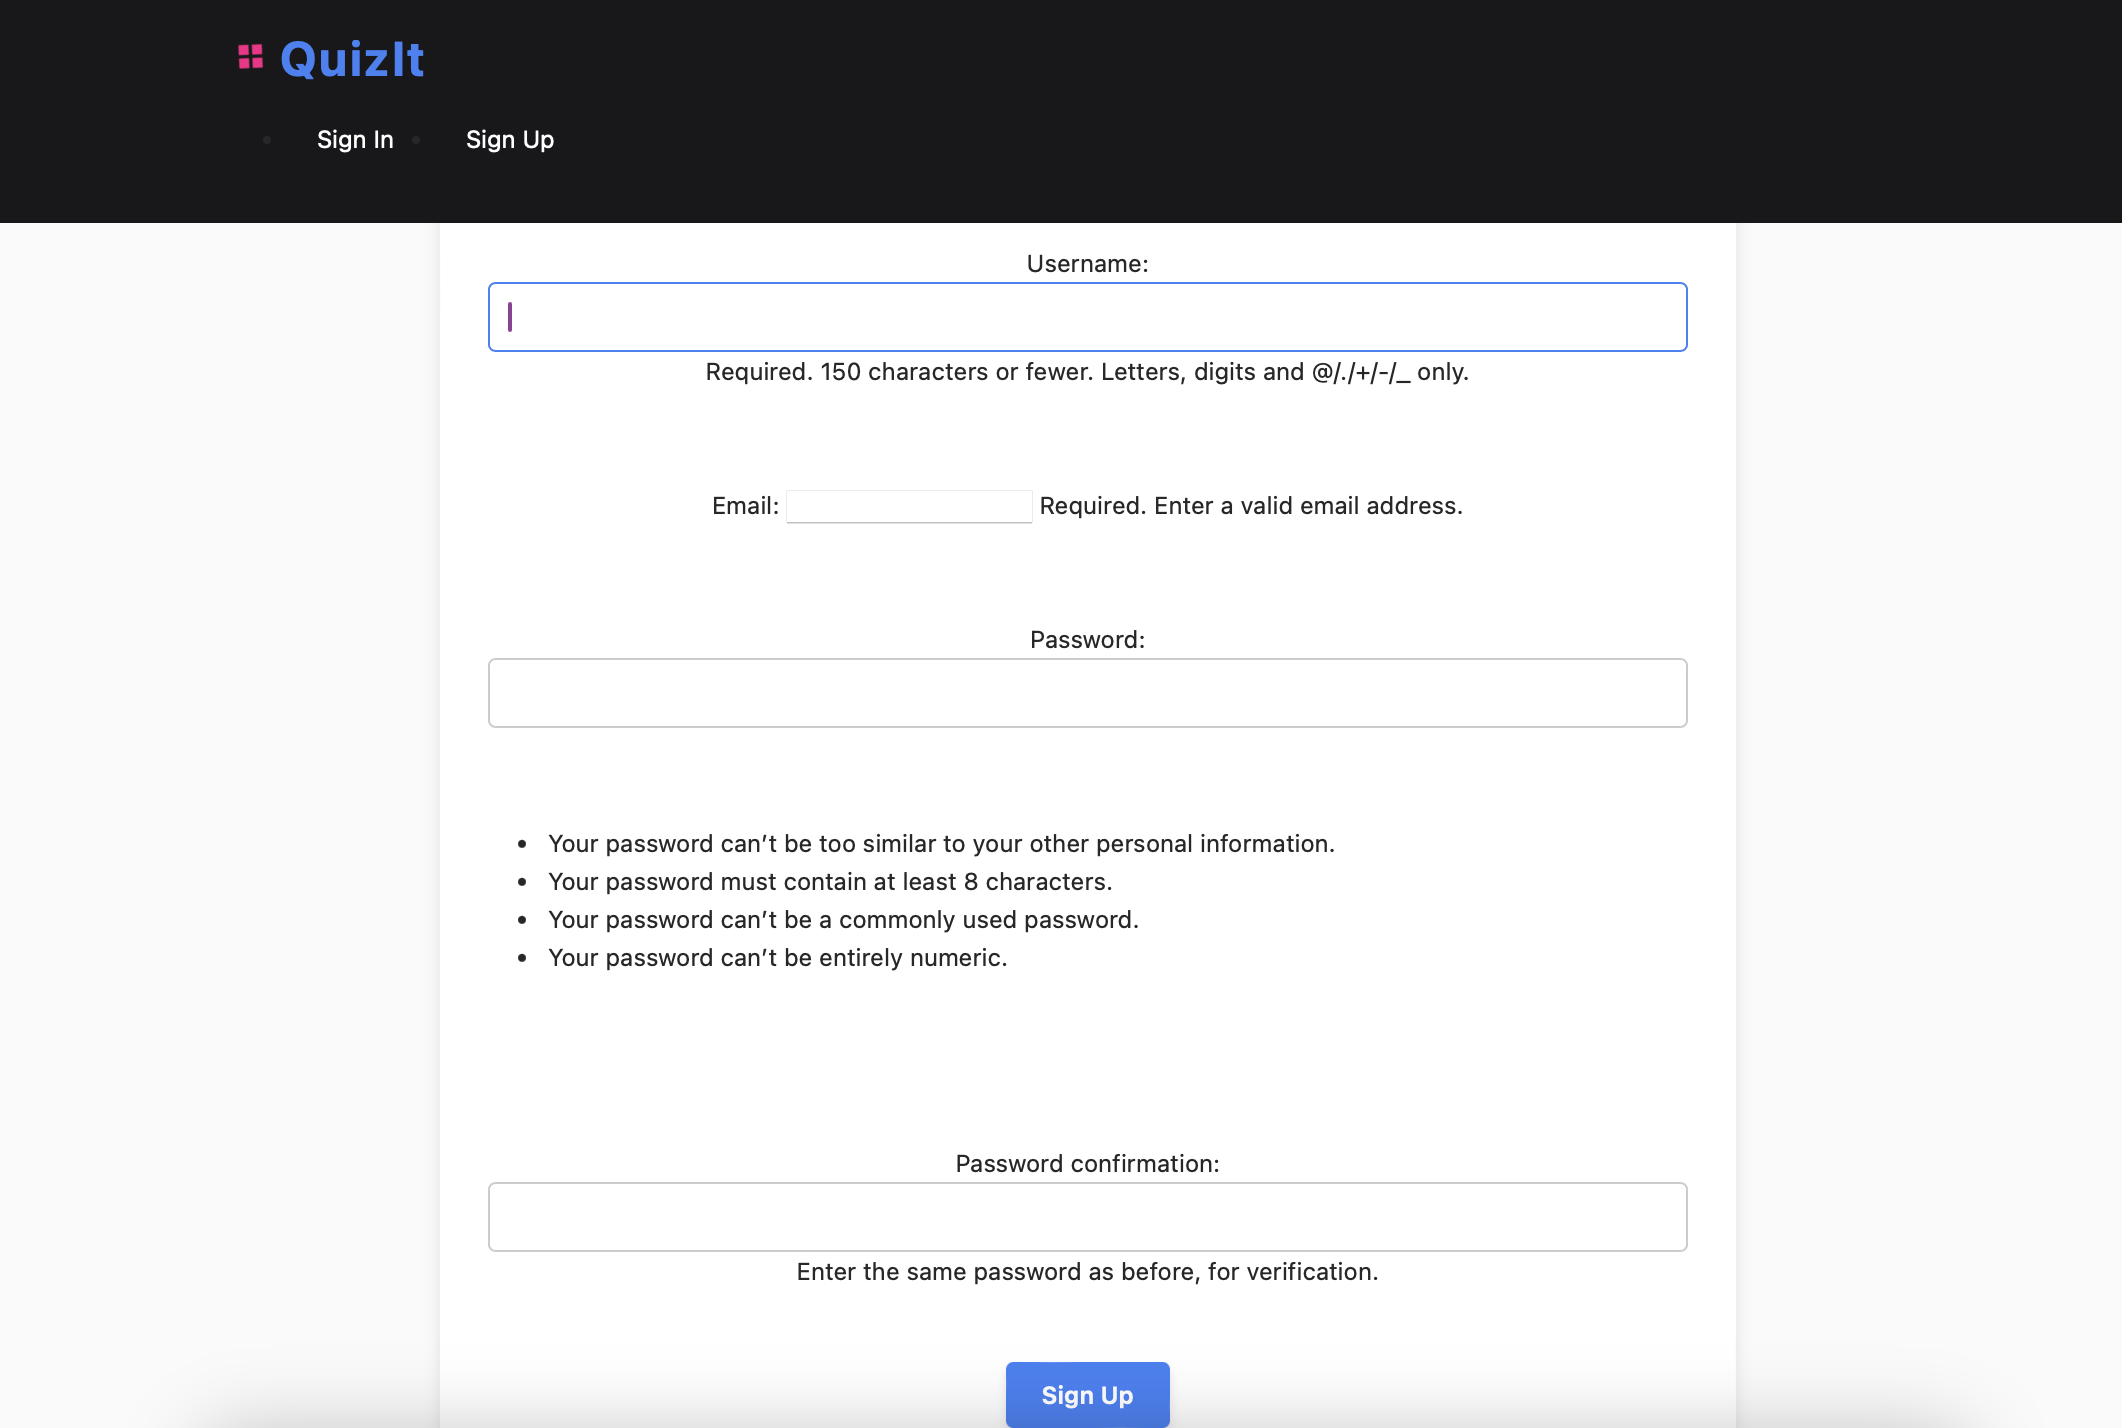 QuizIt
Sign In
Sign Up
Username:
Required. 150 characters or fewer. Letters, digits and @/./+/-/_ only.
Email:
Required. Enter a valid email address.
Password:
Your password can’t be too similar to your other personal information.
Your password must contain at least 8 characters.
Your password can’t be a commonly used password.
Your password can’t be entirely numeric.
Password confirmation:
Enter the same password as before, for verification.
Sign Up